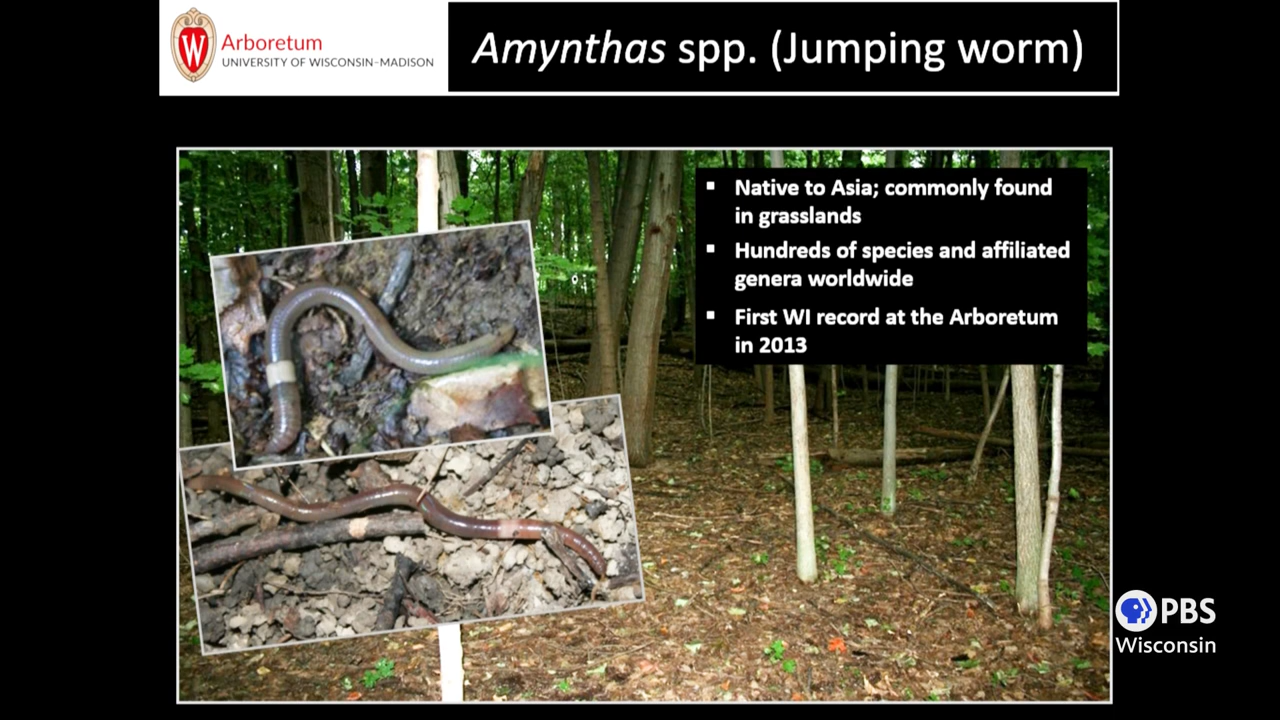 W
Arboretum
UNIVERSITY OF WISCONSIN–MADISON
Amynthas spp. (Jumping worm)
▪ Native to Asia; commonly found
in grasslands
▪ Hundreds of species and affiliated
genera worldwide
▪ First WI record at the Arboretum
in 2013
PBS
Wisconsin